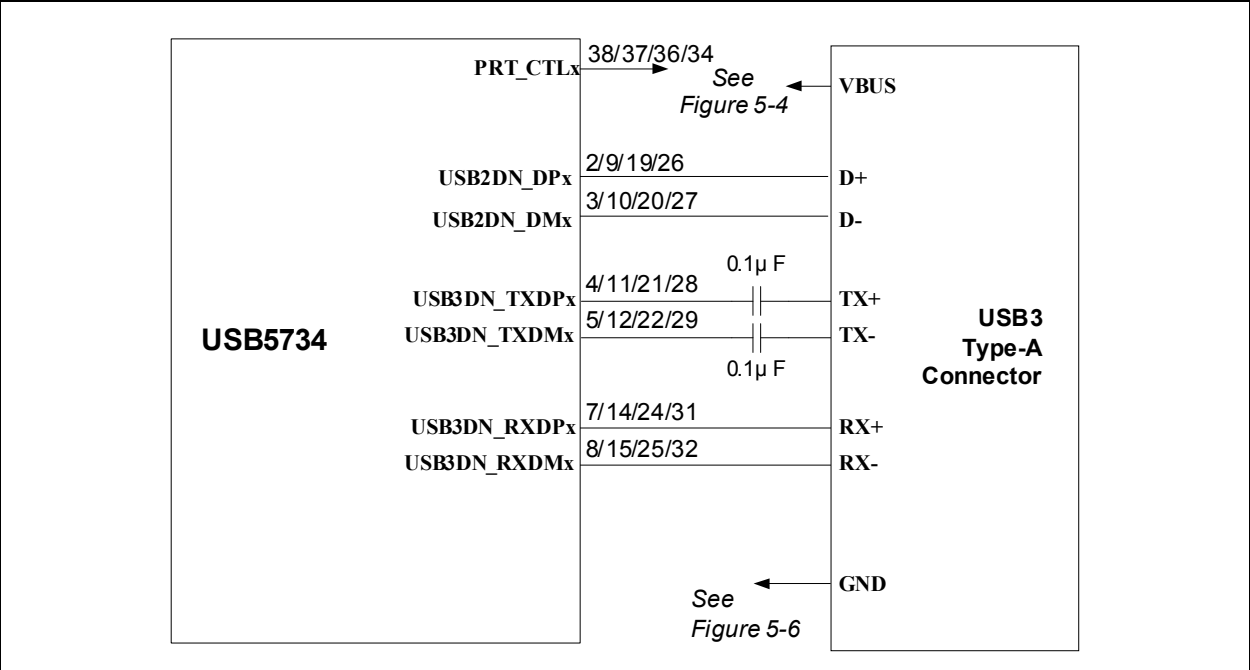 PRT_CTLx
38/37/36/34
See
Figure 5-4
VBUS
USB2DN_DPx
2/9/19/26
D+
USB2DN_DMx
3/10/20/27
D-
0.1µ F
USB3DN_TXDPx
4/11/21/28
TX+
USB3DN_TXDMx
5/12/22/29
TX-
0.1µ F
USB5734
USB3
Type-A
Connector
USB3DN_RXDPx
7/14/24/31
RX+
USB3DN_RXDMx
8/15/25/32
RX-
GND
See
Figure 5-6